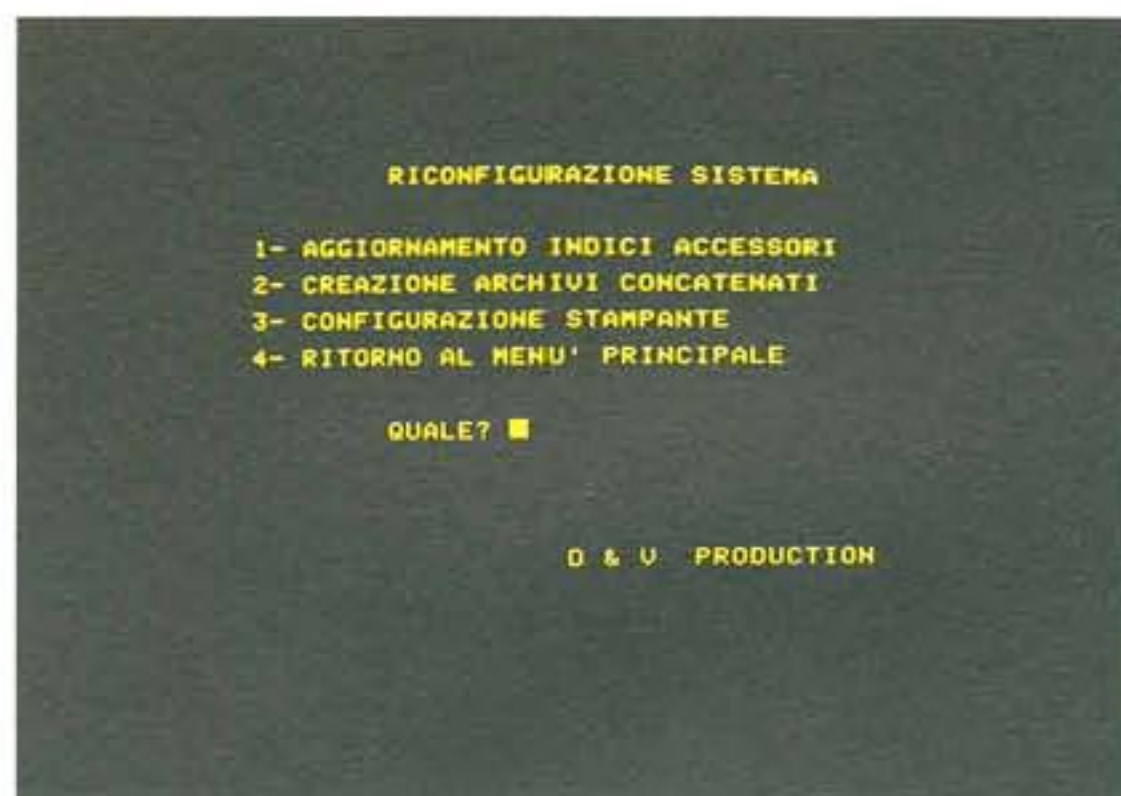 RICONFIGURAZIONE SISTEMA
1- AGGIORNAMENTO INDICI ACCESSORI
2- CREAZIONE ARCHIVI CONCATENATI
3- CONFIGURAZIONE STAMPANTE
4- RITORNO AL MENU' PRINCIPALE
QUALE?
D & V PRODUCTION